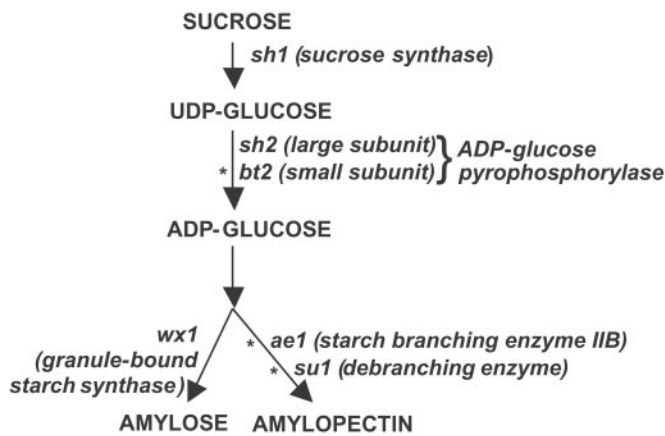 SUCROSE
sh1 (sucrose synthase)
UDP-GLUCOSE
sh2 (large subunit) } ADP-glucose
* bt2 (small subunit) pyrophosphorylase
ADP-GLUCOSE
wx1
(granule-bound
starch synthase)
* ae1 (starch branching enzyme IIB)
* su1 (debranching enzyme)
AMYLOSE AMYLOPECTIN